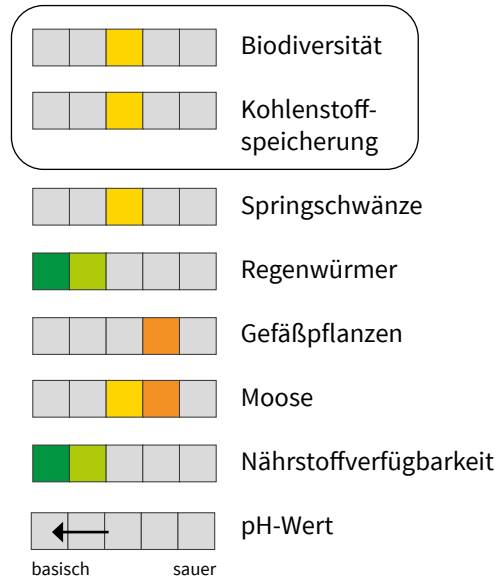 Biodiversität
Kohlenstoff-
speicherung
Springschwänze
Regenwürmer
Gefäßpflanzen
Moose
Nährstoffverfügbarkeit
pH-Wert
basisch sauer